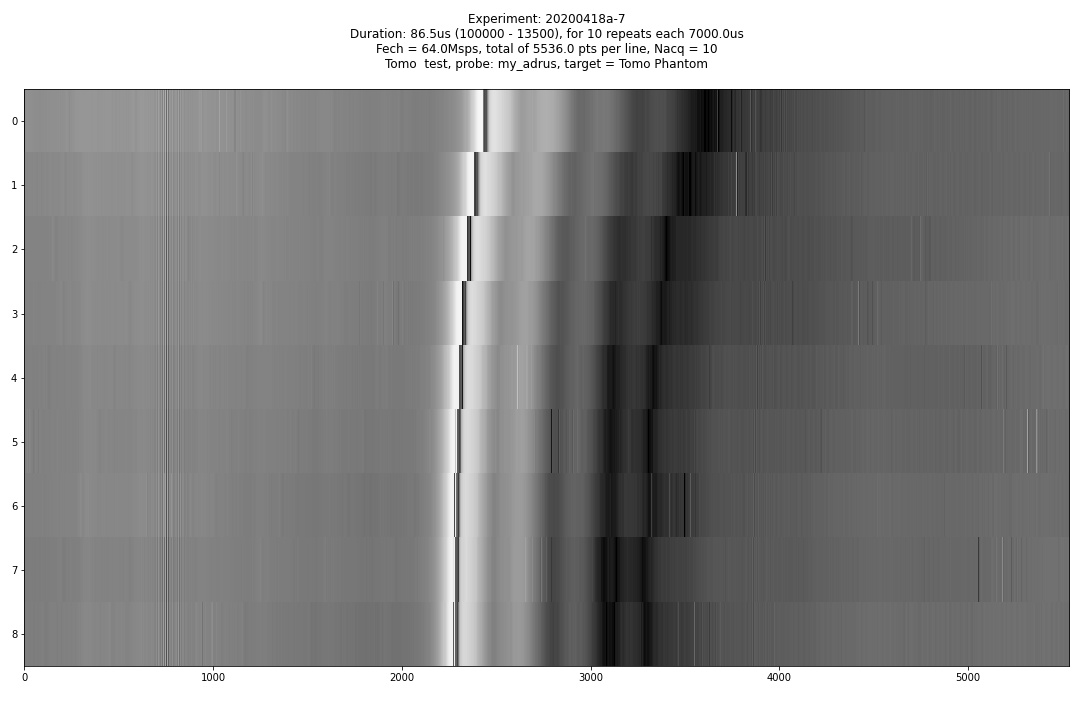 Experiment: 20200418a-7
Duration: 86.5us (100000 - 13500), for 10 repeats each 7000.0us
Fech = 64.0Msps, total of 5536.0 pts per line, Nacq = 10
Tomo  test, probe: my_adrus, target = Tomo Phantom
0
1
2
3
4
5
6
7
8
0 1000 2000 3000 4000 5000